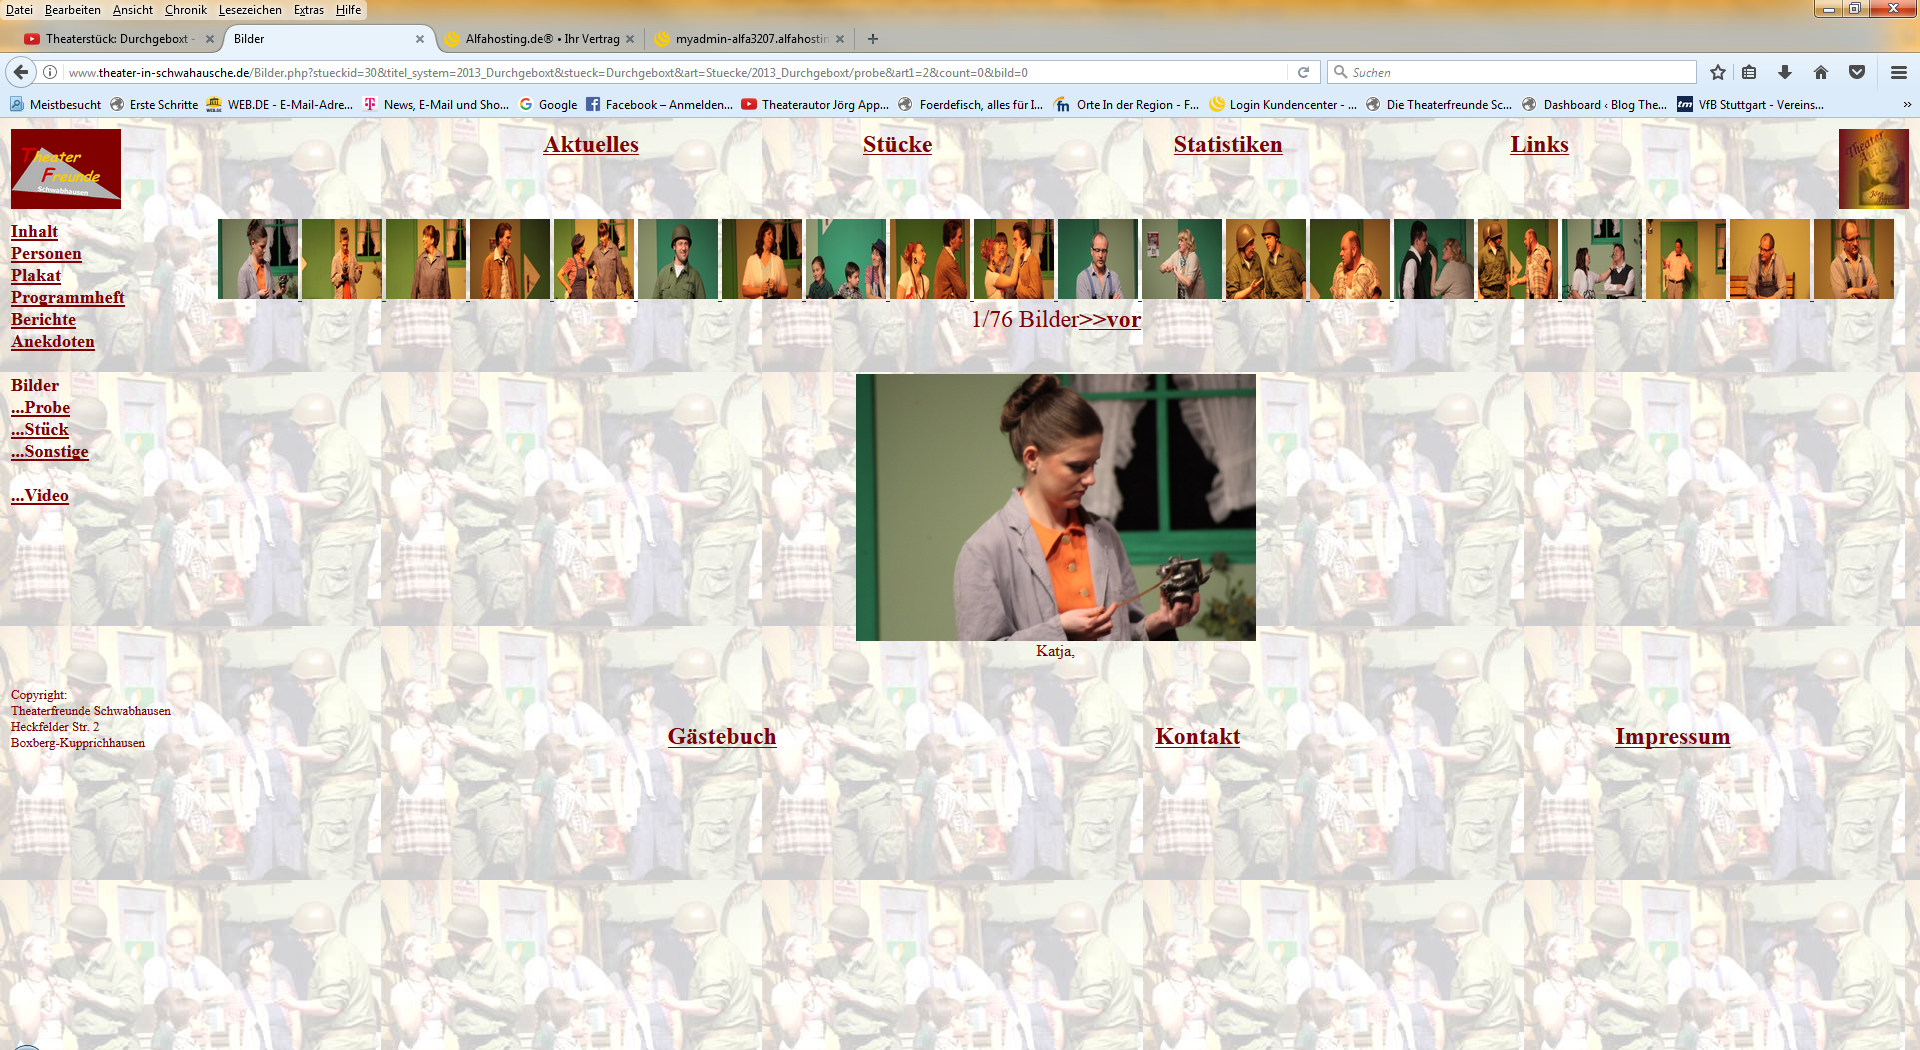 Datei Bearbeiten Ansicht Chronik Lesezeichen Extras Hilfe
Theaterstück: Durchgeboxt - Bilder Alfahosting.de® • Ihr Vertrag myadmin-alfa3207.alfahostin
www.theater-in-schwahausche.de/Bilder.php?stueckid=30&titel_system=2013_Durchgeboxt&stueck=Durchgeboxt&art=Stuecke/2013_Durchgeboxt/probe&art1=2&count=0&bild=0 Suchen
Meistbesucht Erste Schritte WEB.DE - E-Mail-Adre... News, E-Mail und Sho... Google Facebook – Anmelden... Theaterautor Jörg App... Foerdefisch, alles für I... Orte In der Region - F... Login Kundencenter - ... Die Theaterfreunde Sc... Dashboard ‹ Blog The... VfB Stuttgart - Vereins... »
Theater
Freunde
Schwabhausen
Aktuelles Stücke Statistiken Links
Theater
Autor
Inhalt
Personen
Plakat
Programmheft
Berichte
Anekdoten
1/76 Bilder>>vor
Bilder
...Probe
...Stück
...Sonstige
...Video
Katja,
Copyright:
Theaterfreunde Schwabhausen
Heckfelder Str. 2
Boxberg-Kupprichhausen
Gästebuch Kontakt Impressum